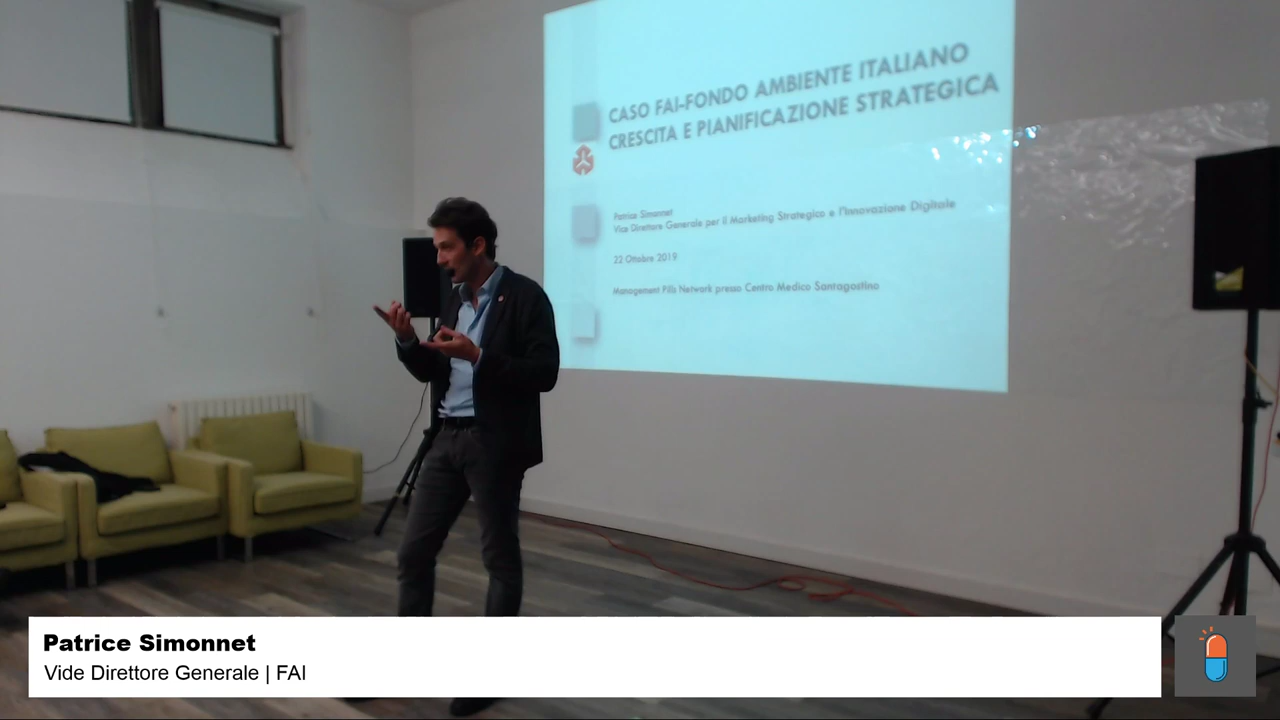 CASO FAI-FONDO AMBIENTE ITALIANO
CRESCITA E PIANIFICAZIONE STRATEGICA
Patrice Simonnet
Vice Direttore Generale per il Marketing Strategico e l'Innovazione Digitale
22 Ottobre 2019
Management Pills Network presso Centro Medico Santagostino
Patrice Simonnet
Vide Direttore Generale | FAI